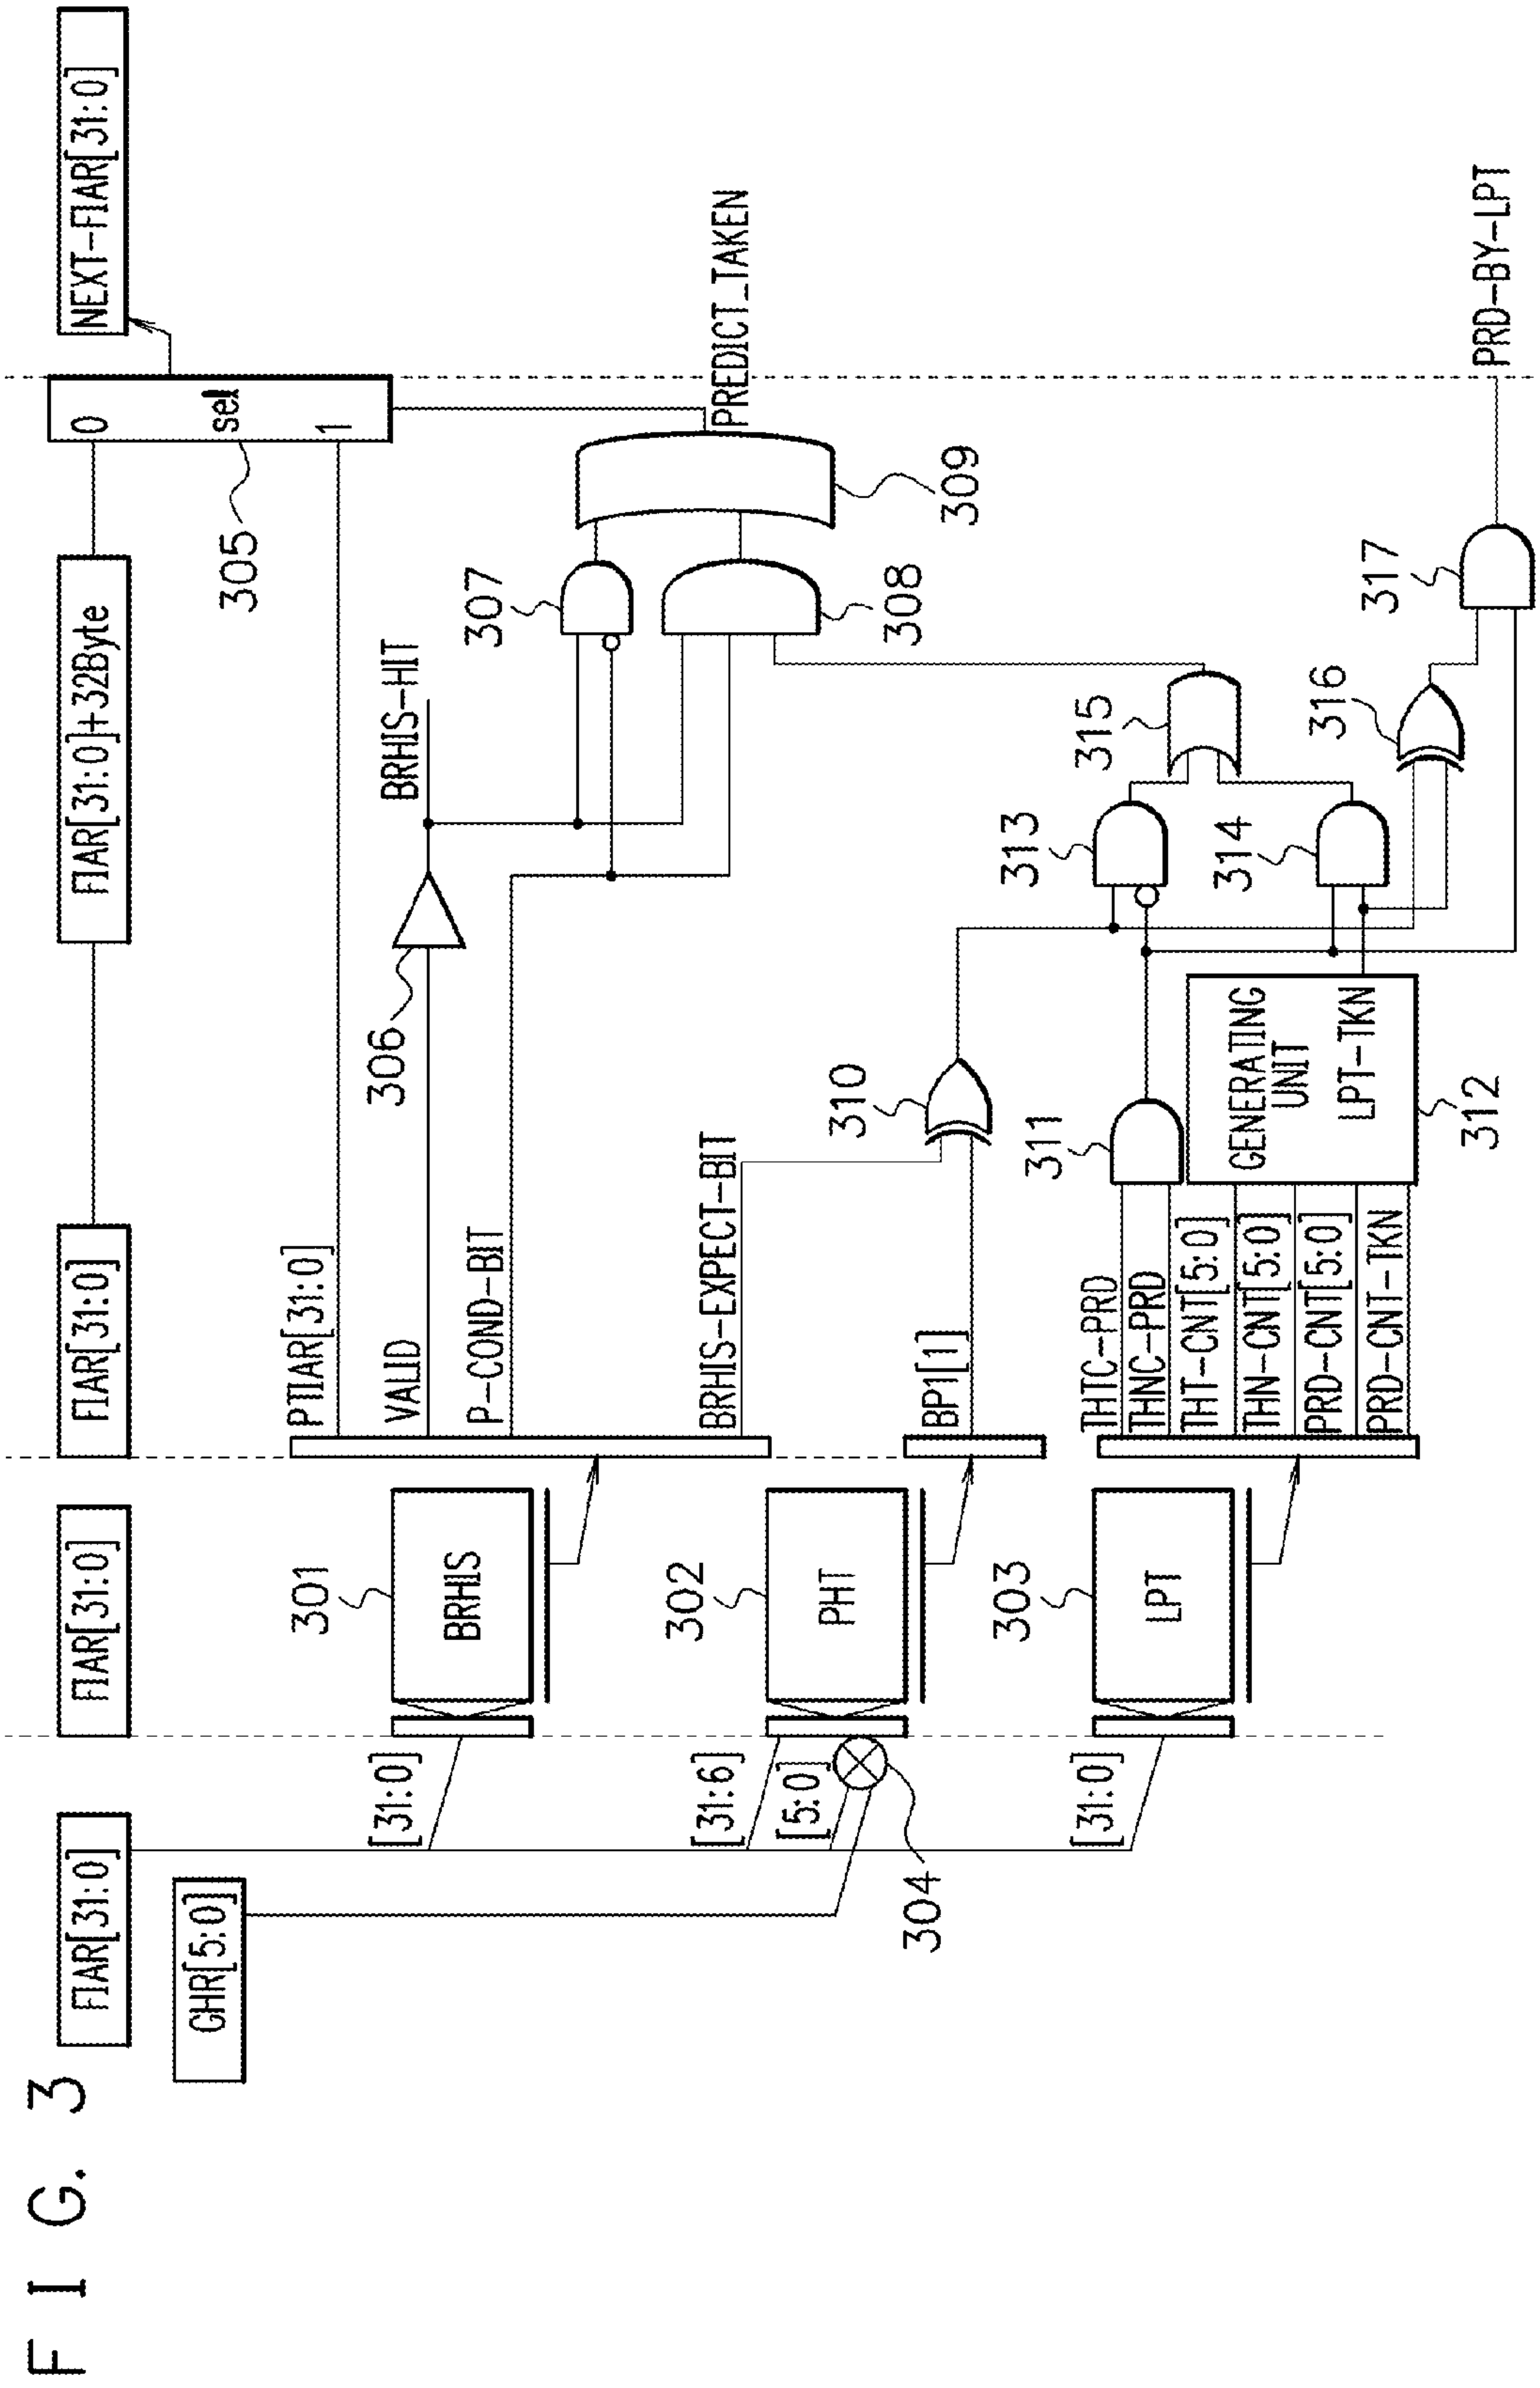 F I G. 3
FIAR[31:0]
FIAR[31:0]
FIAR[31:0]
FIAR[31:0]+32Byte
0
sel
1
305
NEXT-FIAR[31:0]
GHR[5:0]
[31:0]
301
BRHIS
PTIAR[31:0]
VALID
306
BRHIS-HIT
P-COND-BIT
307
308
309
PREDICT_TAKEN
[31:6]
[5:0]
304
302
PHT
BRHIS-EXPECT-BIT
BP1[1]
310
[31:0]
303
LPT
THTC-PRD
THNC-PRD
THT-CNT[5:0]
THN-CNT[5:0]
PRD-CNT[5:0]
PRD-CNT-TKN
311
GENERATING
UNIT
LPT-TKN
312
313
314
315
316
317
PRD-BY-LPT